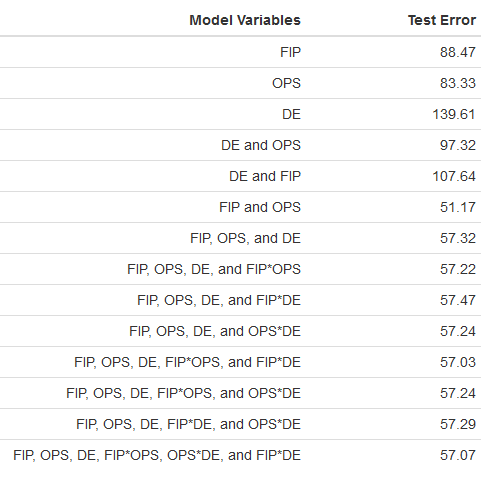 Model Variables Test Error
FIP 88.47
OPS 83.33
DE 139.61
DE and OPS 97.32
DE and FIP 107.64
FIP and OPS 51.17
FIP, OPS, and DE 57.32
FIP, OPS, DE, and FIP*OPS 57.22
FIP, OPS, DE, and FIP*DE 57.47
FIP, OPS, DE, and OPS*DE 57.24
FIP, OPS, DE, FIP*OPS, and FIP*DE 57.03
FIP, OPS, DE, FIP*OPS, and OPS*DE 57.24
FIP, OPS, DE, FIP*DE, and OPS*DE 57.29
FIP, OPS, DE, FIP*OPS, OPS*DE, and FIP*DE 57.07